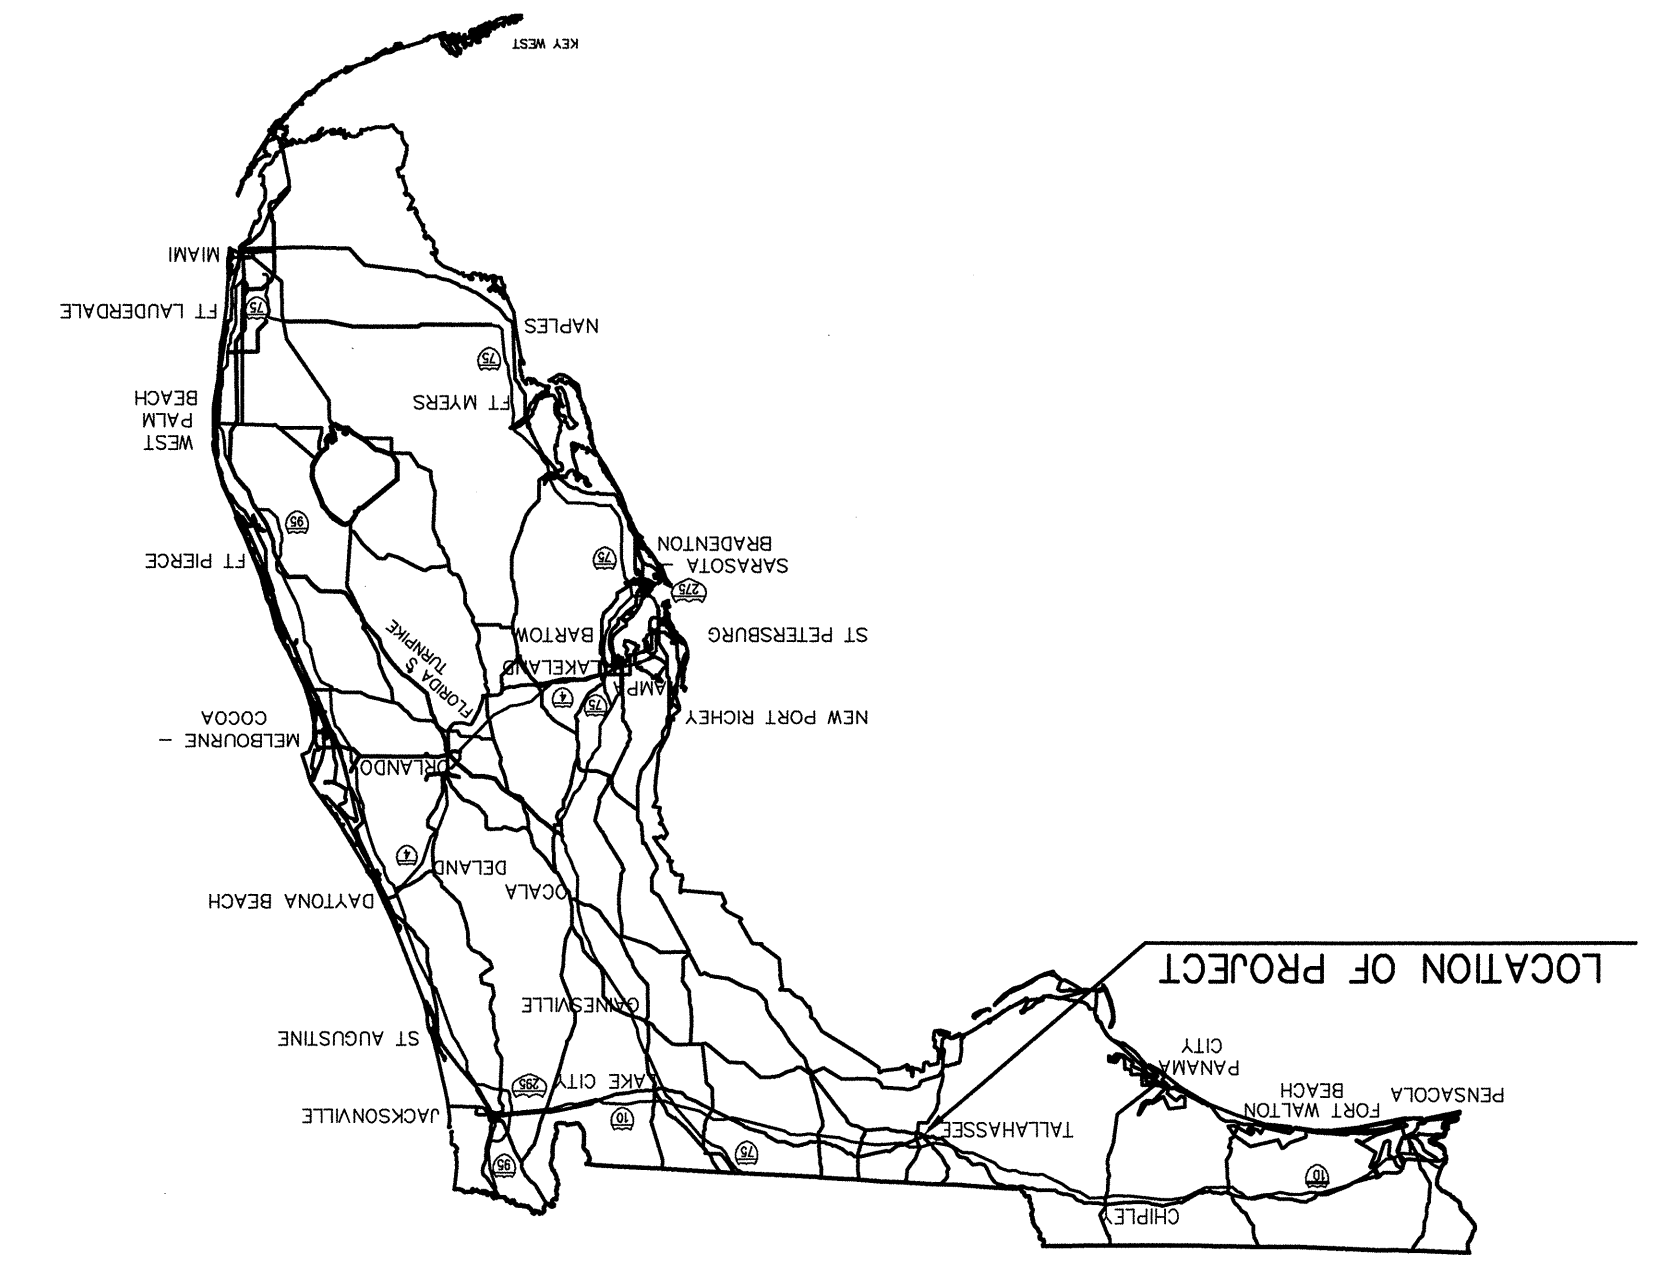 CHIPLEY
10
95
75
TALLAHASSEE
10
JACKSONVILLE
PENSACOLA
FORT WALTON
BEACH
295
LAKE CITY
PANAMA
CITY
ST AUGUSTINE
GAINESVILLE
LOCATION OF PROJECT
DAYTONA BEACH
OCALA
DELAND
4
ORLANDO
MELBOURNE -
COCOA
NEW PORT RICHEY
75
4
TAMPA
FLORIDA S
TURNPIKE
LAKELAND
ST PETERSBURG
BARTOW
275
SARASOTA -
BRADENTON
75
FT PIERCE
95
WEST
PALM
BEACH
FT MYERS
75
NAPLES
75
FT LAUDERDALE
MIAMI
KEY WEST